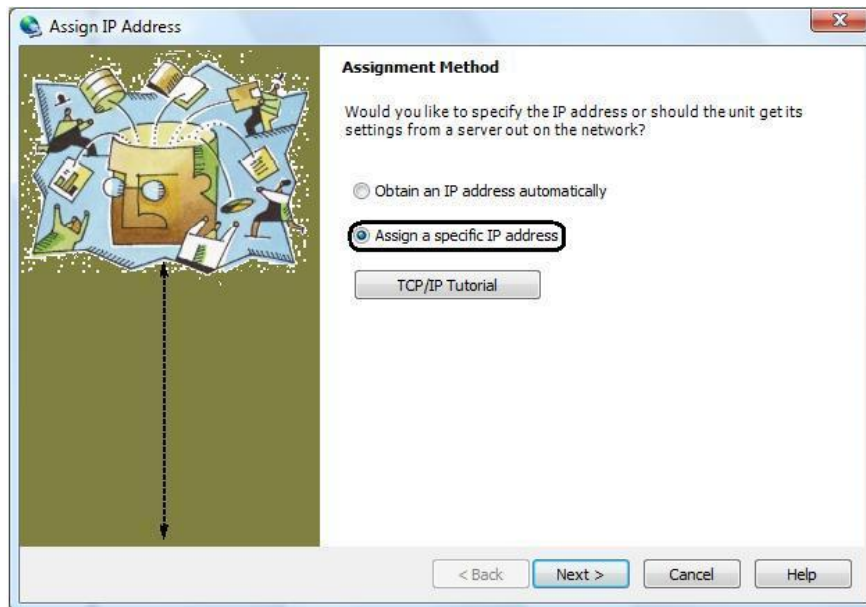 Assign IP Address
Assignment Method
Would you like to specify the IP address or should the unit get its
settings from a server out on the network?
Obtain an IP address automatically
Assign a specific IP address
TCP/IP Tutorial
< Back
Next >
Cancel
Help